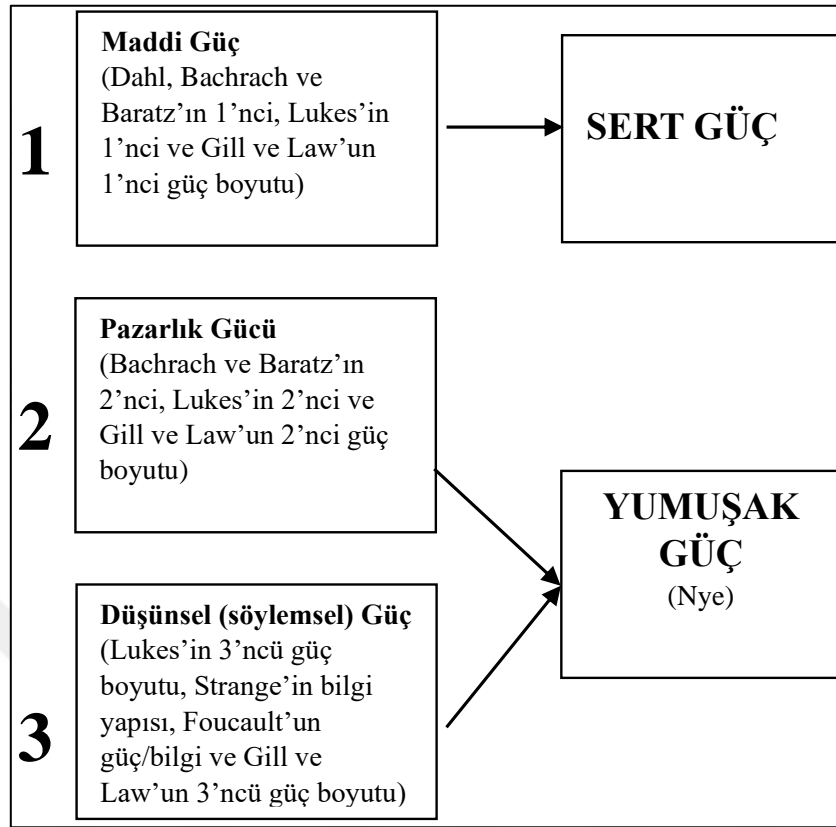 1
Maddi Güç
(Dahl, Bachrach ve
Baratz’ın 1’nci, Lukes’in
1’nci ve Gill ve Law’un
1’nci güç boyutu)
SERT GÜÇ
2
Pazarlık Gücü
(Bachrach ve Baratz’ın
2’nci, Lukes’in 2’nci ve
Gill ve Law’un 2’nci güç
boyutu)
YUMUŞAK
GÜÇ
(Nye)
3
Düşünsel (söylemsel) Güç
(Lukes’in 3’ncü güç
boyutu, Strange’in bilgi
yapısı, Foucault’un
güç/bilgi ve Gill ve
Law’un 3’ncü güç boyutu)